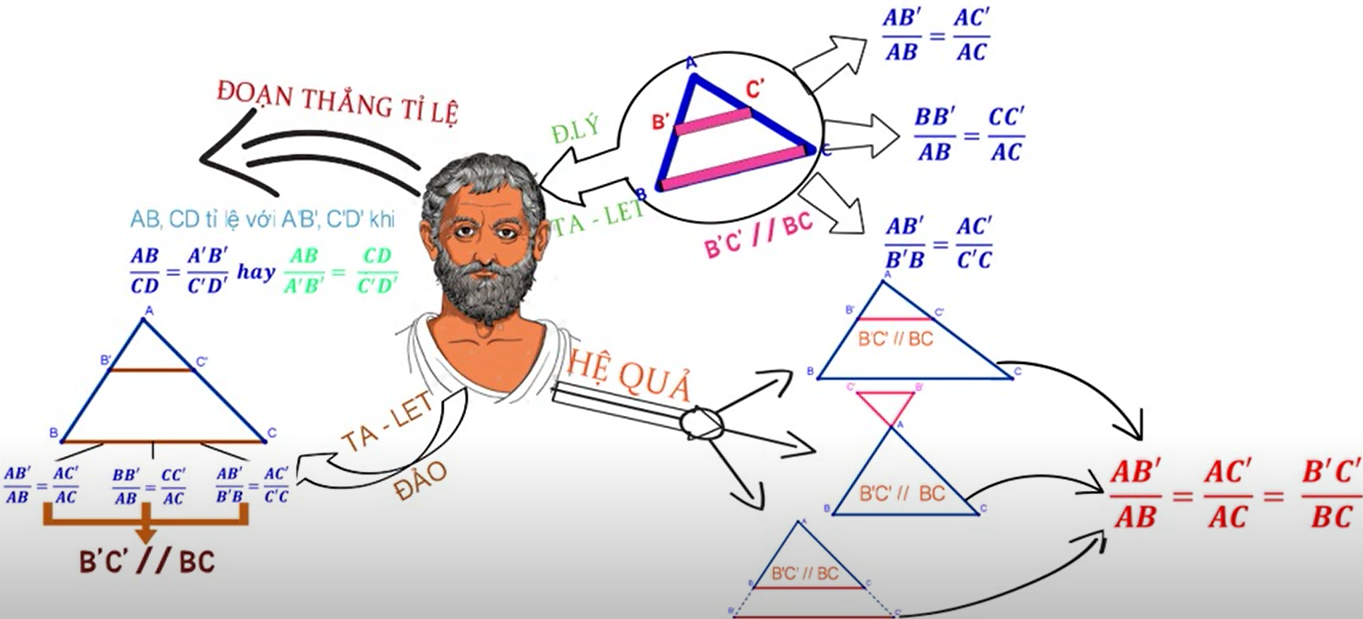 ĐOẠN THẲNG TỈ LỆ
AB, CD tỉ lệ với A'B', C'D' khi
AB/CD = A'B'/C'D' hay AB/A'B' = CD/C'D'
Đ.LÝ
TA - LET
A
B'
C'
B
C
B'C' // BC
AB'/AB = AC'/AC
BB'/AB = CC'/AC
AB'/B'B = AC'/C'C
A
B'
C'
B
C
TA - LET
ĐẢO
AB'/AB = AC'/AC
BB'/AB = CC'/AC
AB'/B'B = AC'/C'C
B'C' // BC
HỆ QUẢ
A
B'
C'
B'C' // BC
B
C
C'
B'
A
B'C' // BC
B
C
A
B'C' // BC
B
C
B'
C'
AB'/AB = AC'/AC = B'C'/BC